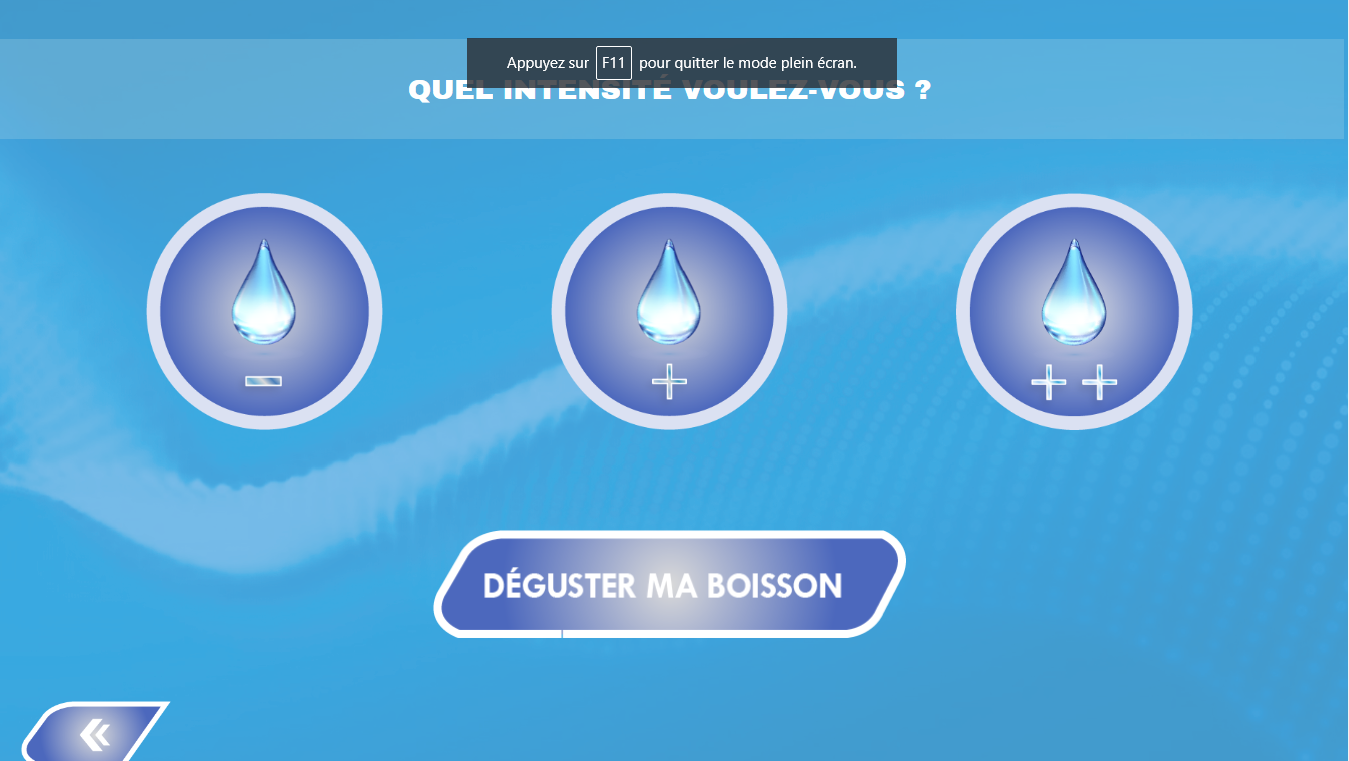 Appuyez sur F11 pour quitter le mode plein écran.
QUEL INTENSITÉ VOULEZ-VOUS ?
- + + +
DÉGUSTER MA BOISSON
«